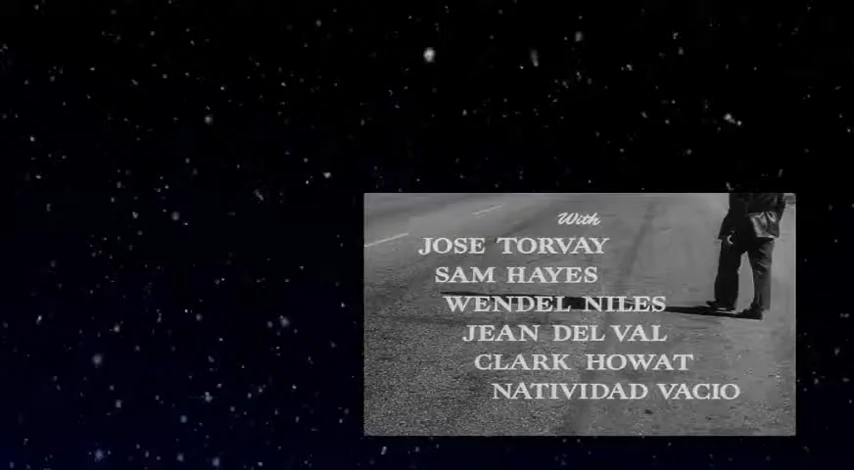 With
JOSE TORVAY
SAM HAYES
WENDEL NILES
JEAN DEL VAL
CLARK HOWAT
NATIVIDAD VACIO